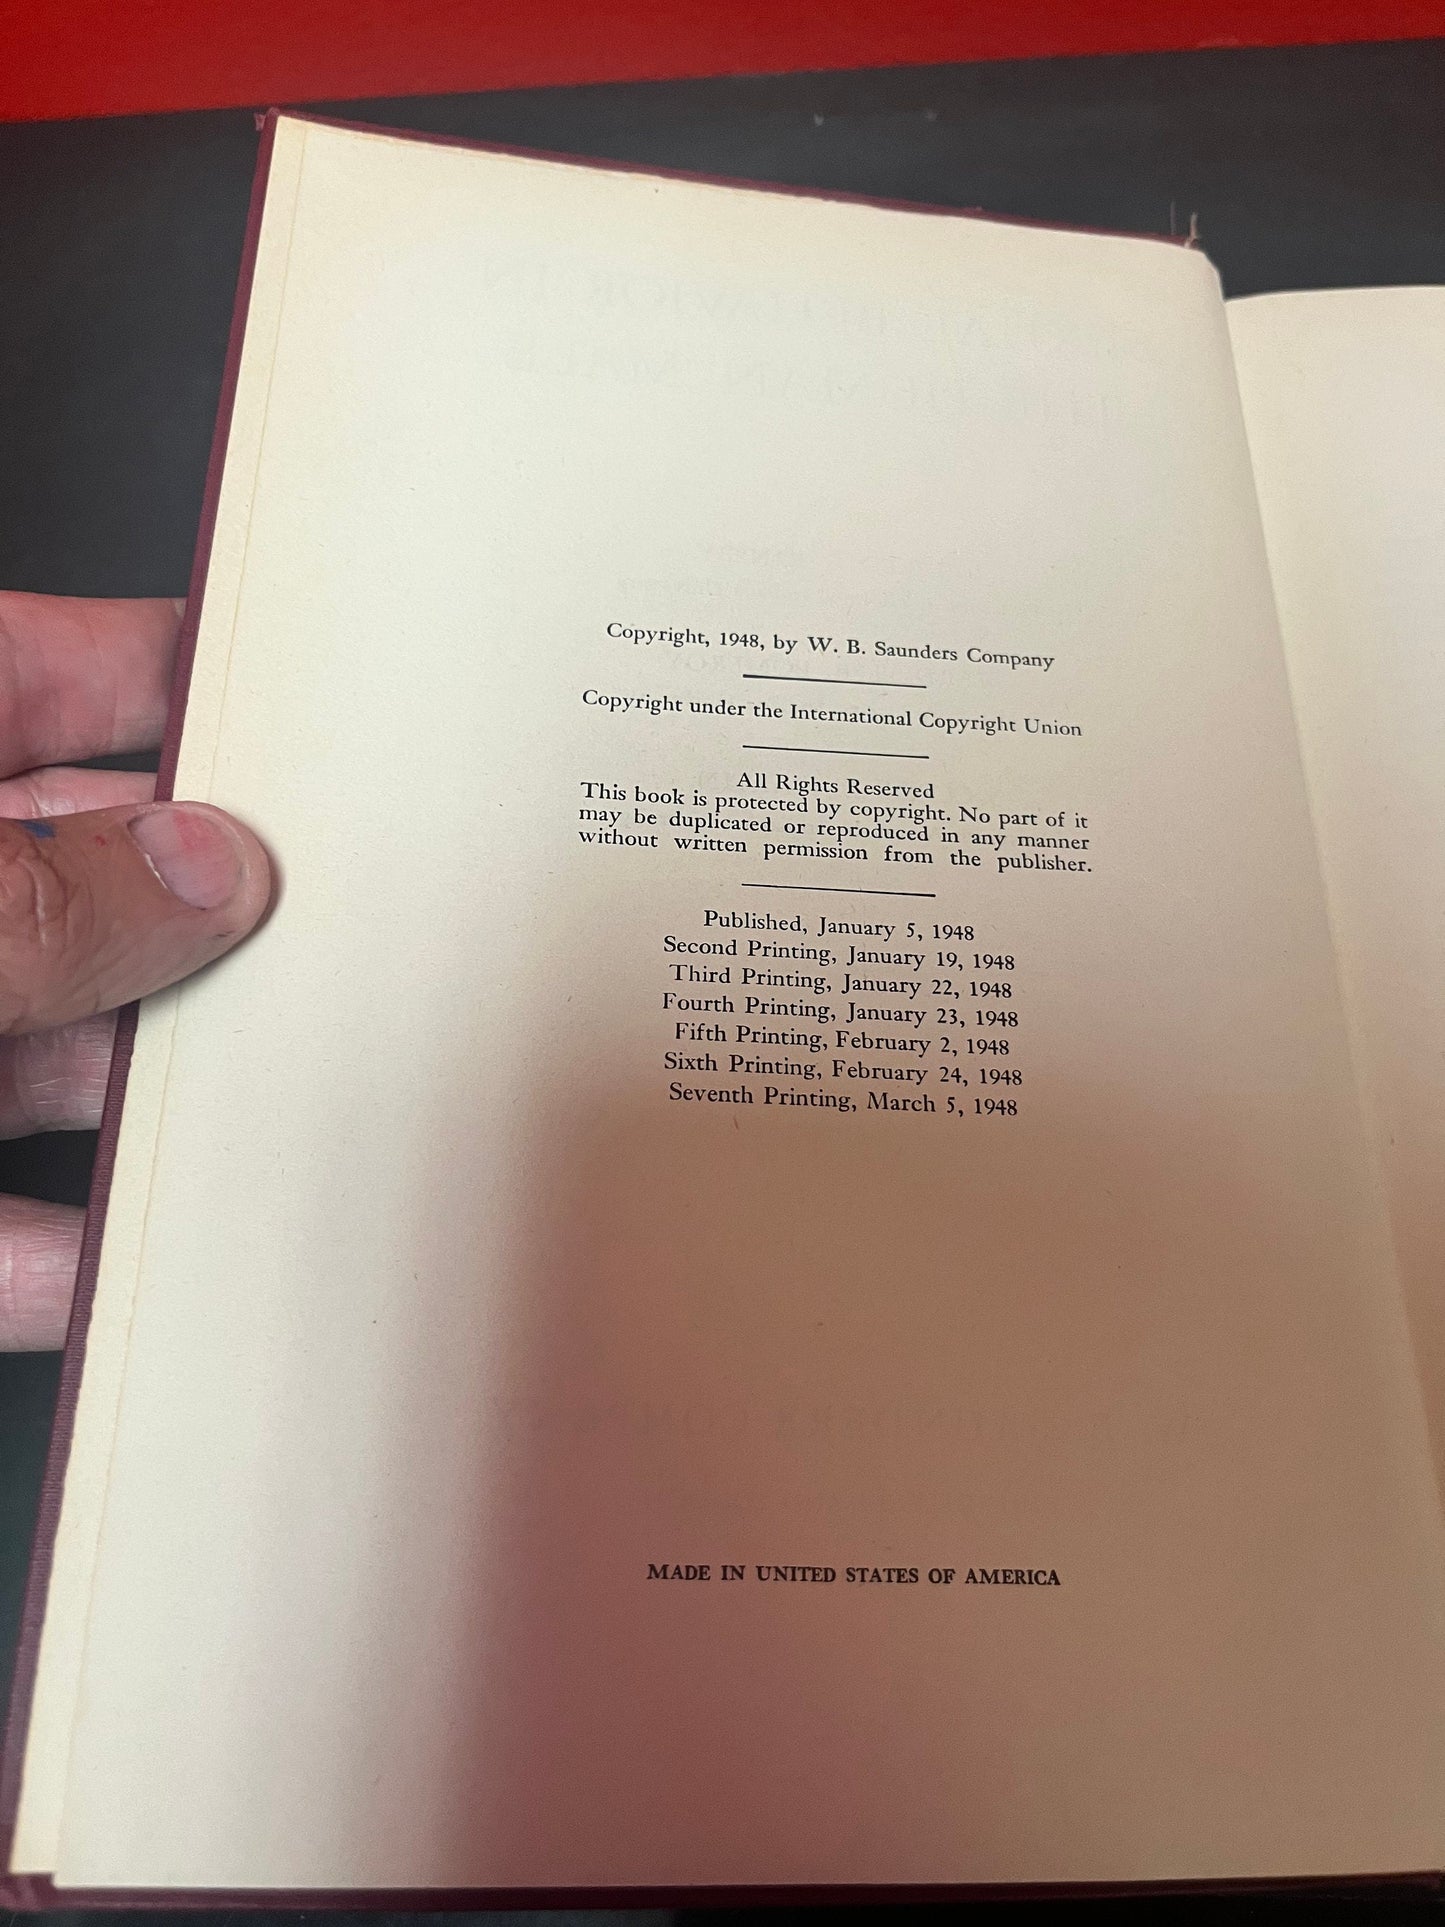 Copyright, 1948, by W. B. Saunders Company
Copyright under the International Copyright Union
All Rights Reserved
This book is protected by copyright. No part of it
may be duplicated or reproduced in any manner
without written permission from the publisher.
Published, January 5, 1948
Second Printing, January 19, 1948
Third Printing, January 22, 1948
Fourth Printing, January 23, 1948
Fifth Printing, February 2, 1948
Sixth Printing, February 24, 1948
Seventh Printing, March 5, 1948
MADE IN UNITED STATES OF AMERICA